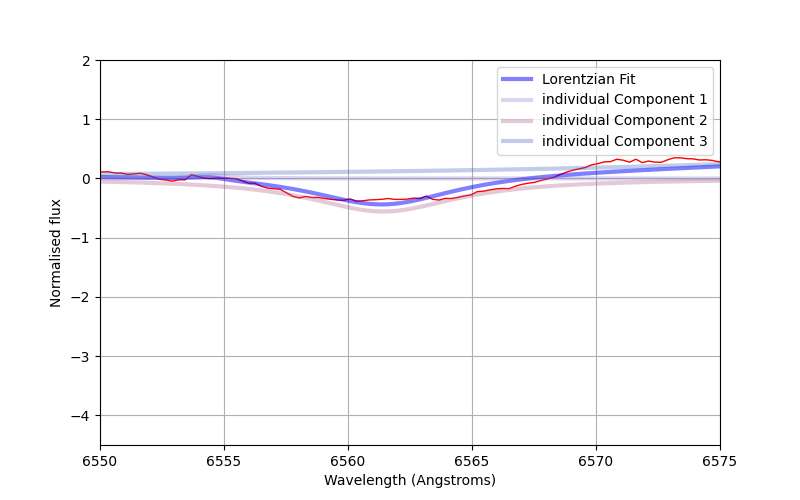 2
1
0
−1
−2
−3
−4
Normalised flux
6550 6555 6560 6565 6570 6575
Wavelength (Angstroms)
Lorentzian Fit
individual Component 1
individual Component 2
individual Component 3